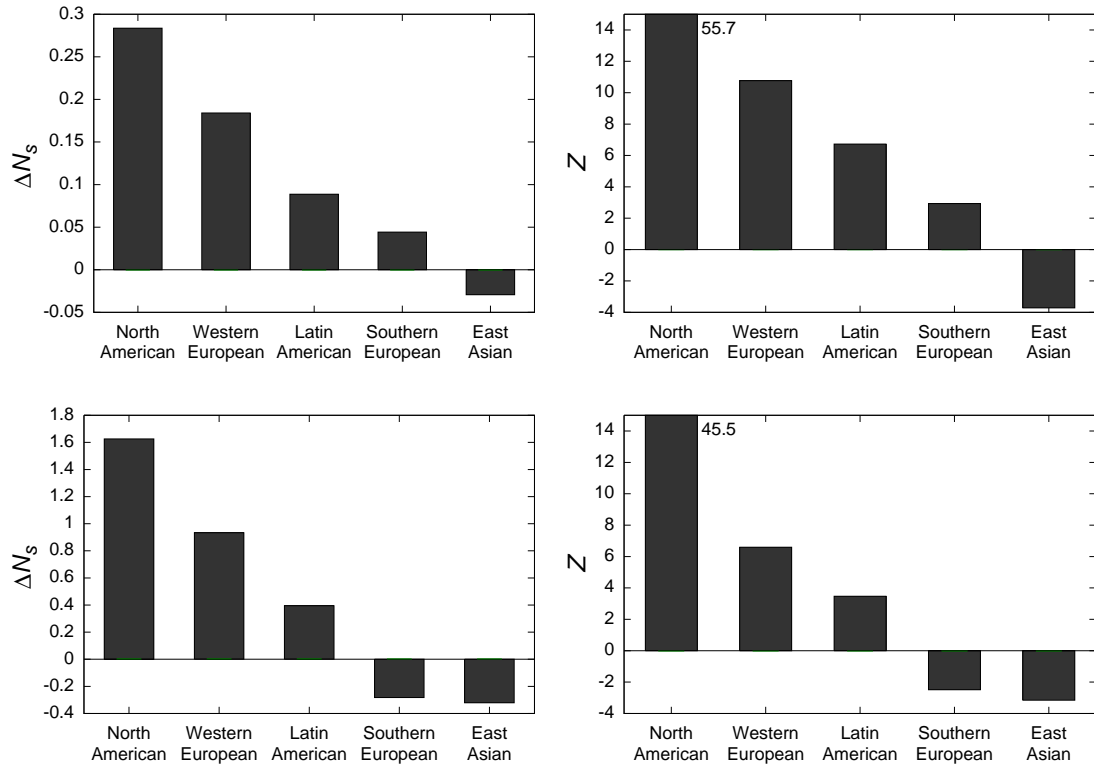 0.3
0.25
0.2
0.15
0.1
0.05
0
-0.05
ΔNs
North American
Western European
Latin American
Southern European
East Asian
14
12
10
8
6
4
2
0
-2
-4
Z
55.7
North American
Western European
Latin American
Southern European
East Asian
1.8
1.6
1.4
1.2
1
0.8
0.6
0.4
0.2
0
-0.2
-0.4
ΔNs
North American
Western European
Latin American
Southern European
East Asian
14
12
10
8
6
4
2
0
-2
-4
Z
45.5
North American
Western European
Latin American
Southern European
East Asian